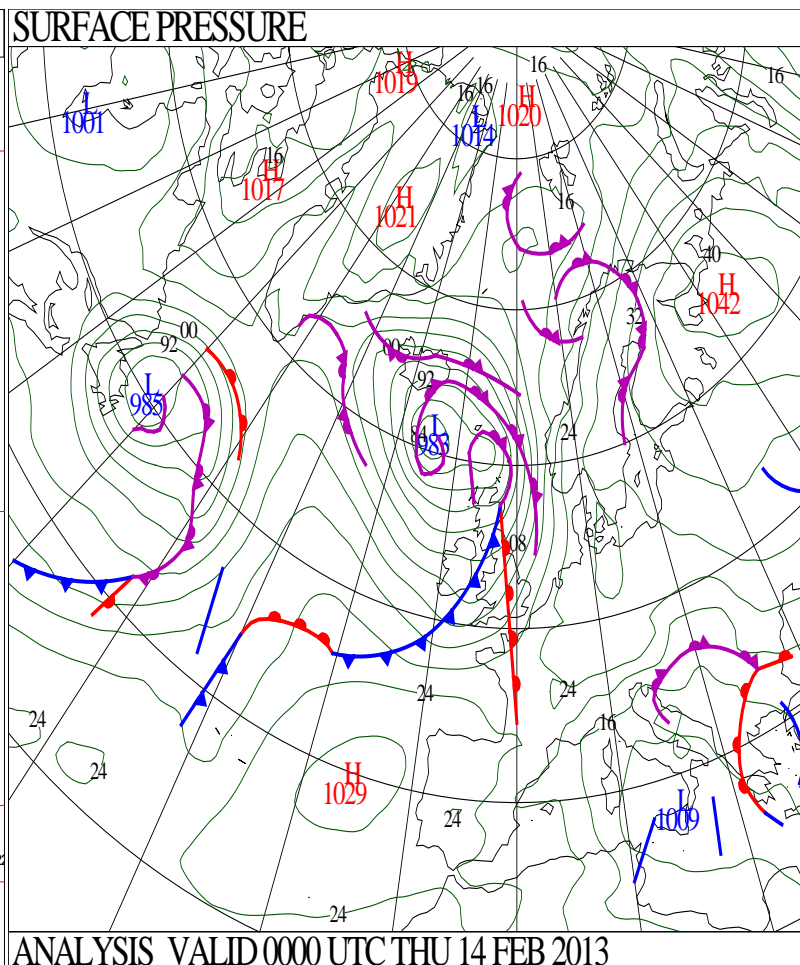 SURFACE PRESSURE
H
1019
16
16
16
16
H
1020
L
1001
L
1014
16
H
1017
H
1021
16
40
H
1042
32
00
92
00
92
L
985
84
L
983
24
08
24
24
16
24
24
H
1029
24
L
1009
24
ANALYSIS VALID 0000 UTC THU 14 FEB 2013